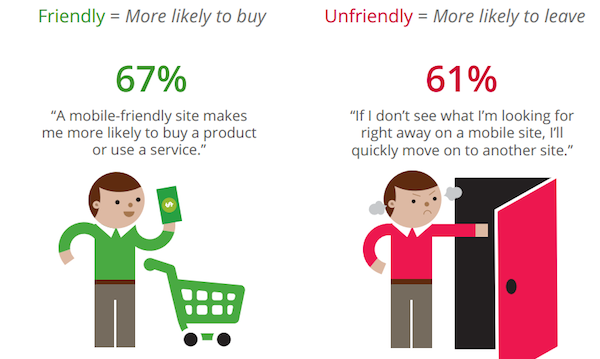 Friendly = More likely to buy
67%
“A mobile-friendly site makes
me more likely to buy a product
or use a service.”
$
Unfriendly = More likely to leave
61%
“If I don’t see what I’m looking for
right away on a mobile site, I’ll
quickly move on to another site.”